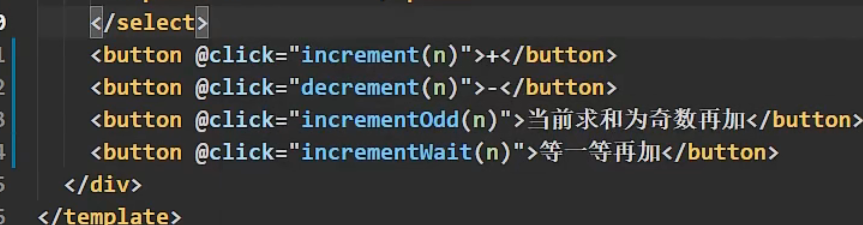 </select>
<button @click="increment(n)">+</button>
<button @click="decrement(n)">-</button>
<button @click="incrementOdd(n)">当前求和为奇数再加</button>
<button @click="incrementWait(n)">等一等再加</button>
</div>
</template>